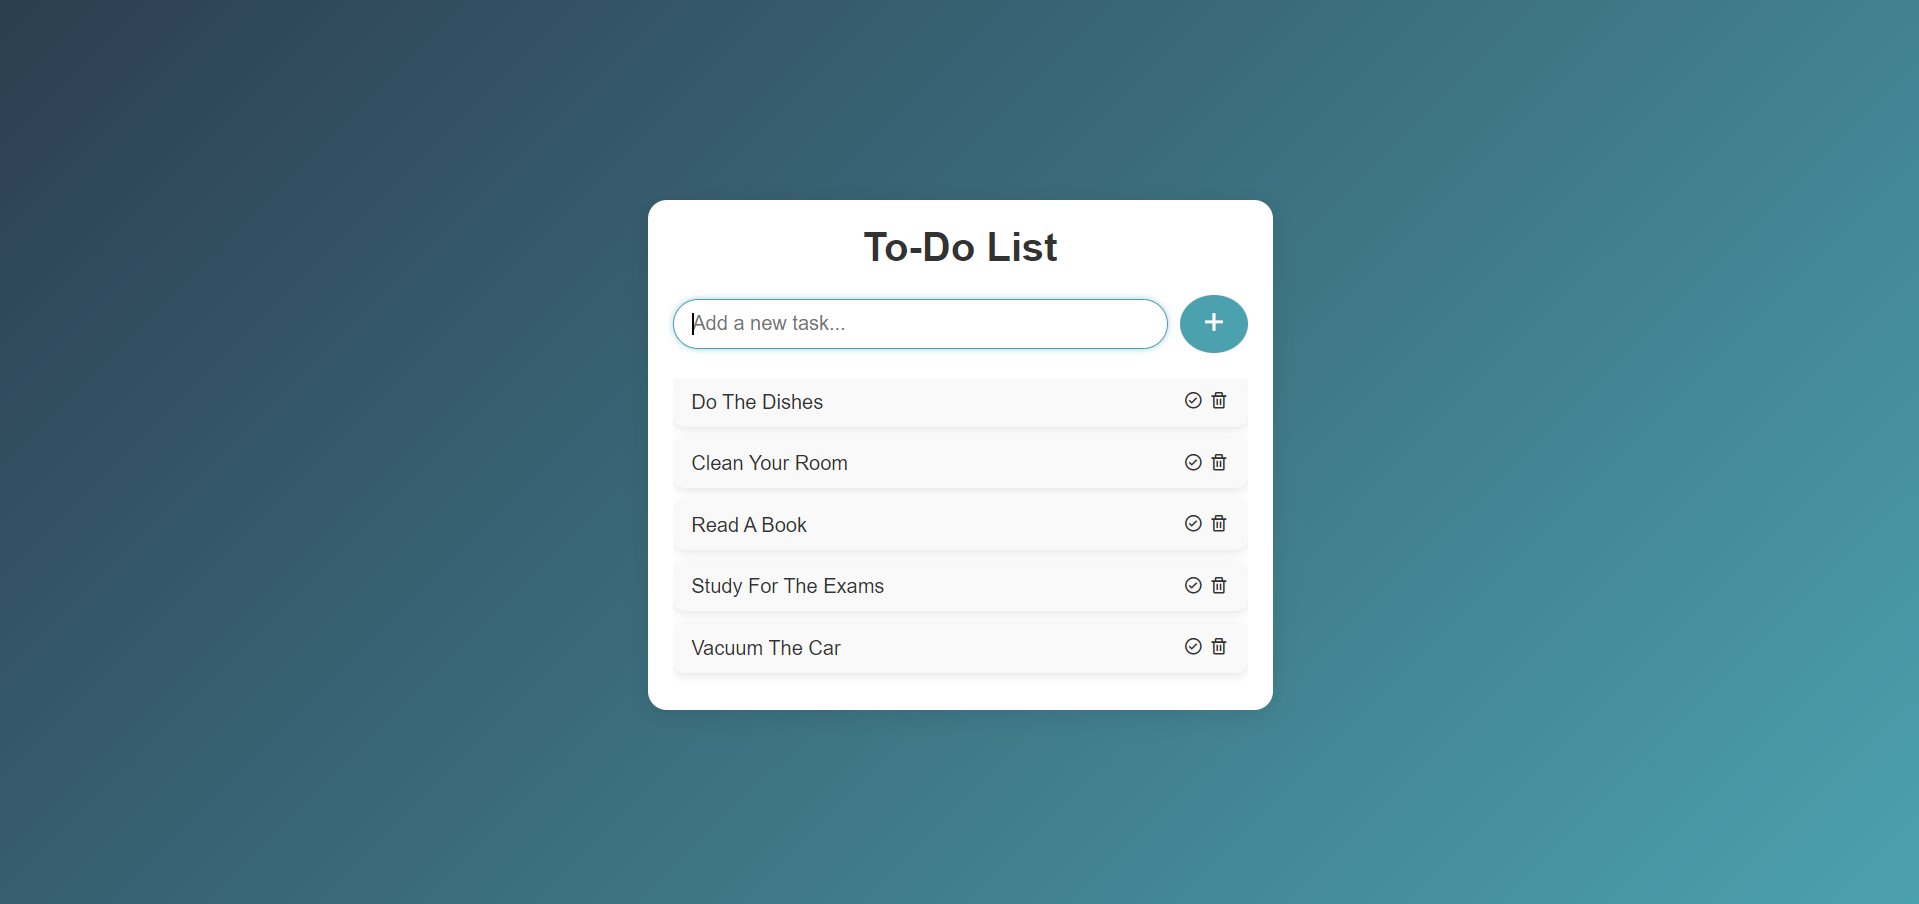 To-Do List
Add a new task...
Do The Dishes
Clean Your Room
Read A Book
Study For The Exams
Vacuum The Car